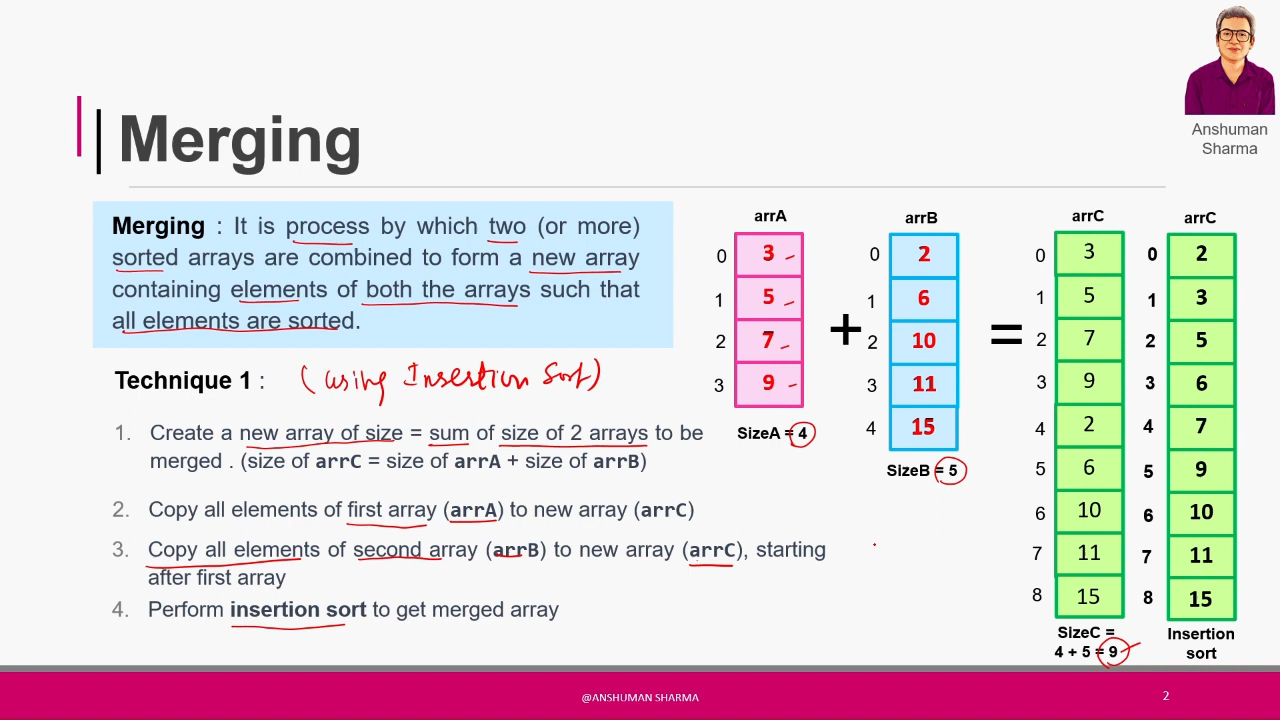 Anshuman
Sharma
Merging
Merging : It is process by which two (or more)
sorted arrays are combined to form a new array
containing elements of both the arrays such that
all elements are sorted.
Technique 1 : (using Insertion Sort)
1. Create a new array of size = sum of size of 2 arrays to be
merged . (size of arrC = size of arrA + size of arrB)
2. Copy all elements of first array (arrA) to new array (arrC)
3. Copy all elements of second array (arrB) to new array (arrC), starting
after first array
4. Perform insertion sort to get merged array
arrA
0 3
1 5
2 7
3 9
SizeA = 4
+
arrB
0 2
1 6
2 10
3 11
4 15
SizeB = 5
=
arrC
0 3
1 5
2 7
3 9
4 2
5 6
6 10
7 11
8 15
SizeC =
4 + 5 = 9
arrC
0 2
1 3
2 5
3 6
4 7
5 9
6 10
7 11
8 15
Insertion
sort
@ANSHUMAN SHARMA
2